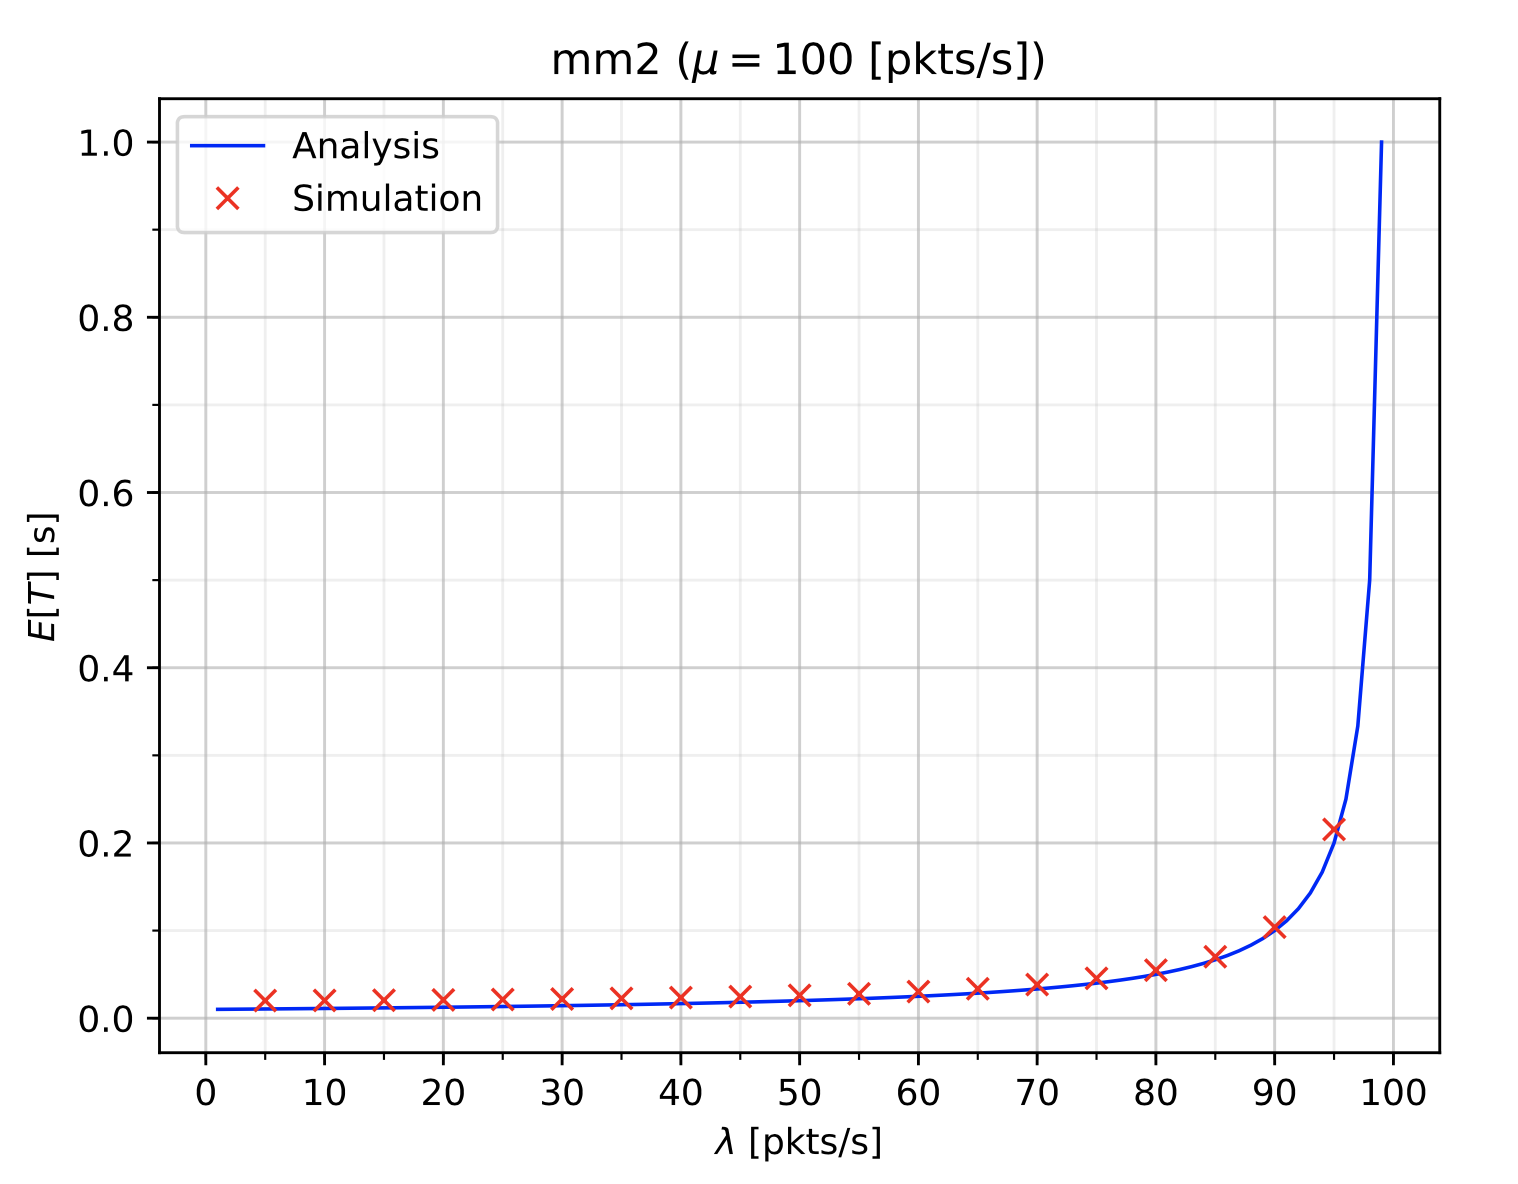 mm2 (μ = 100 [pkts/s])
Analysis
Simulation
1.0
0.8
0.6
0.4
0.2
0.0
E[T] [s]
0 10 20 30 40 50 60 70 80 90 100
λ [pkts/s]